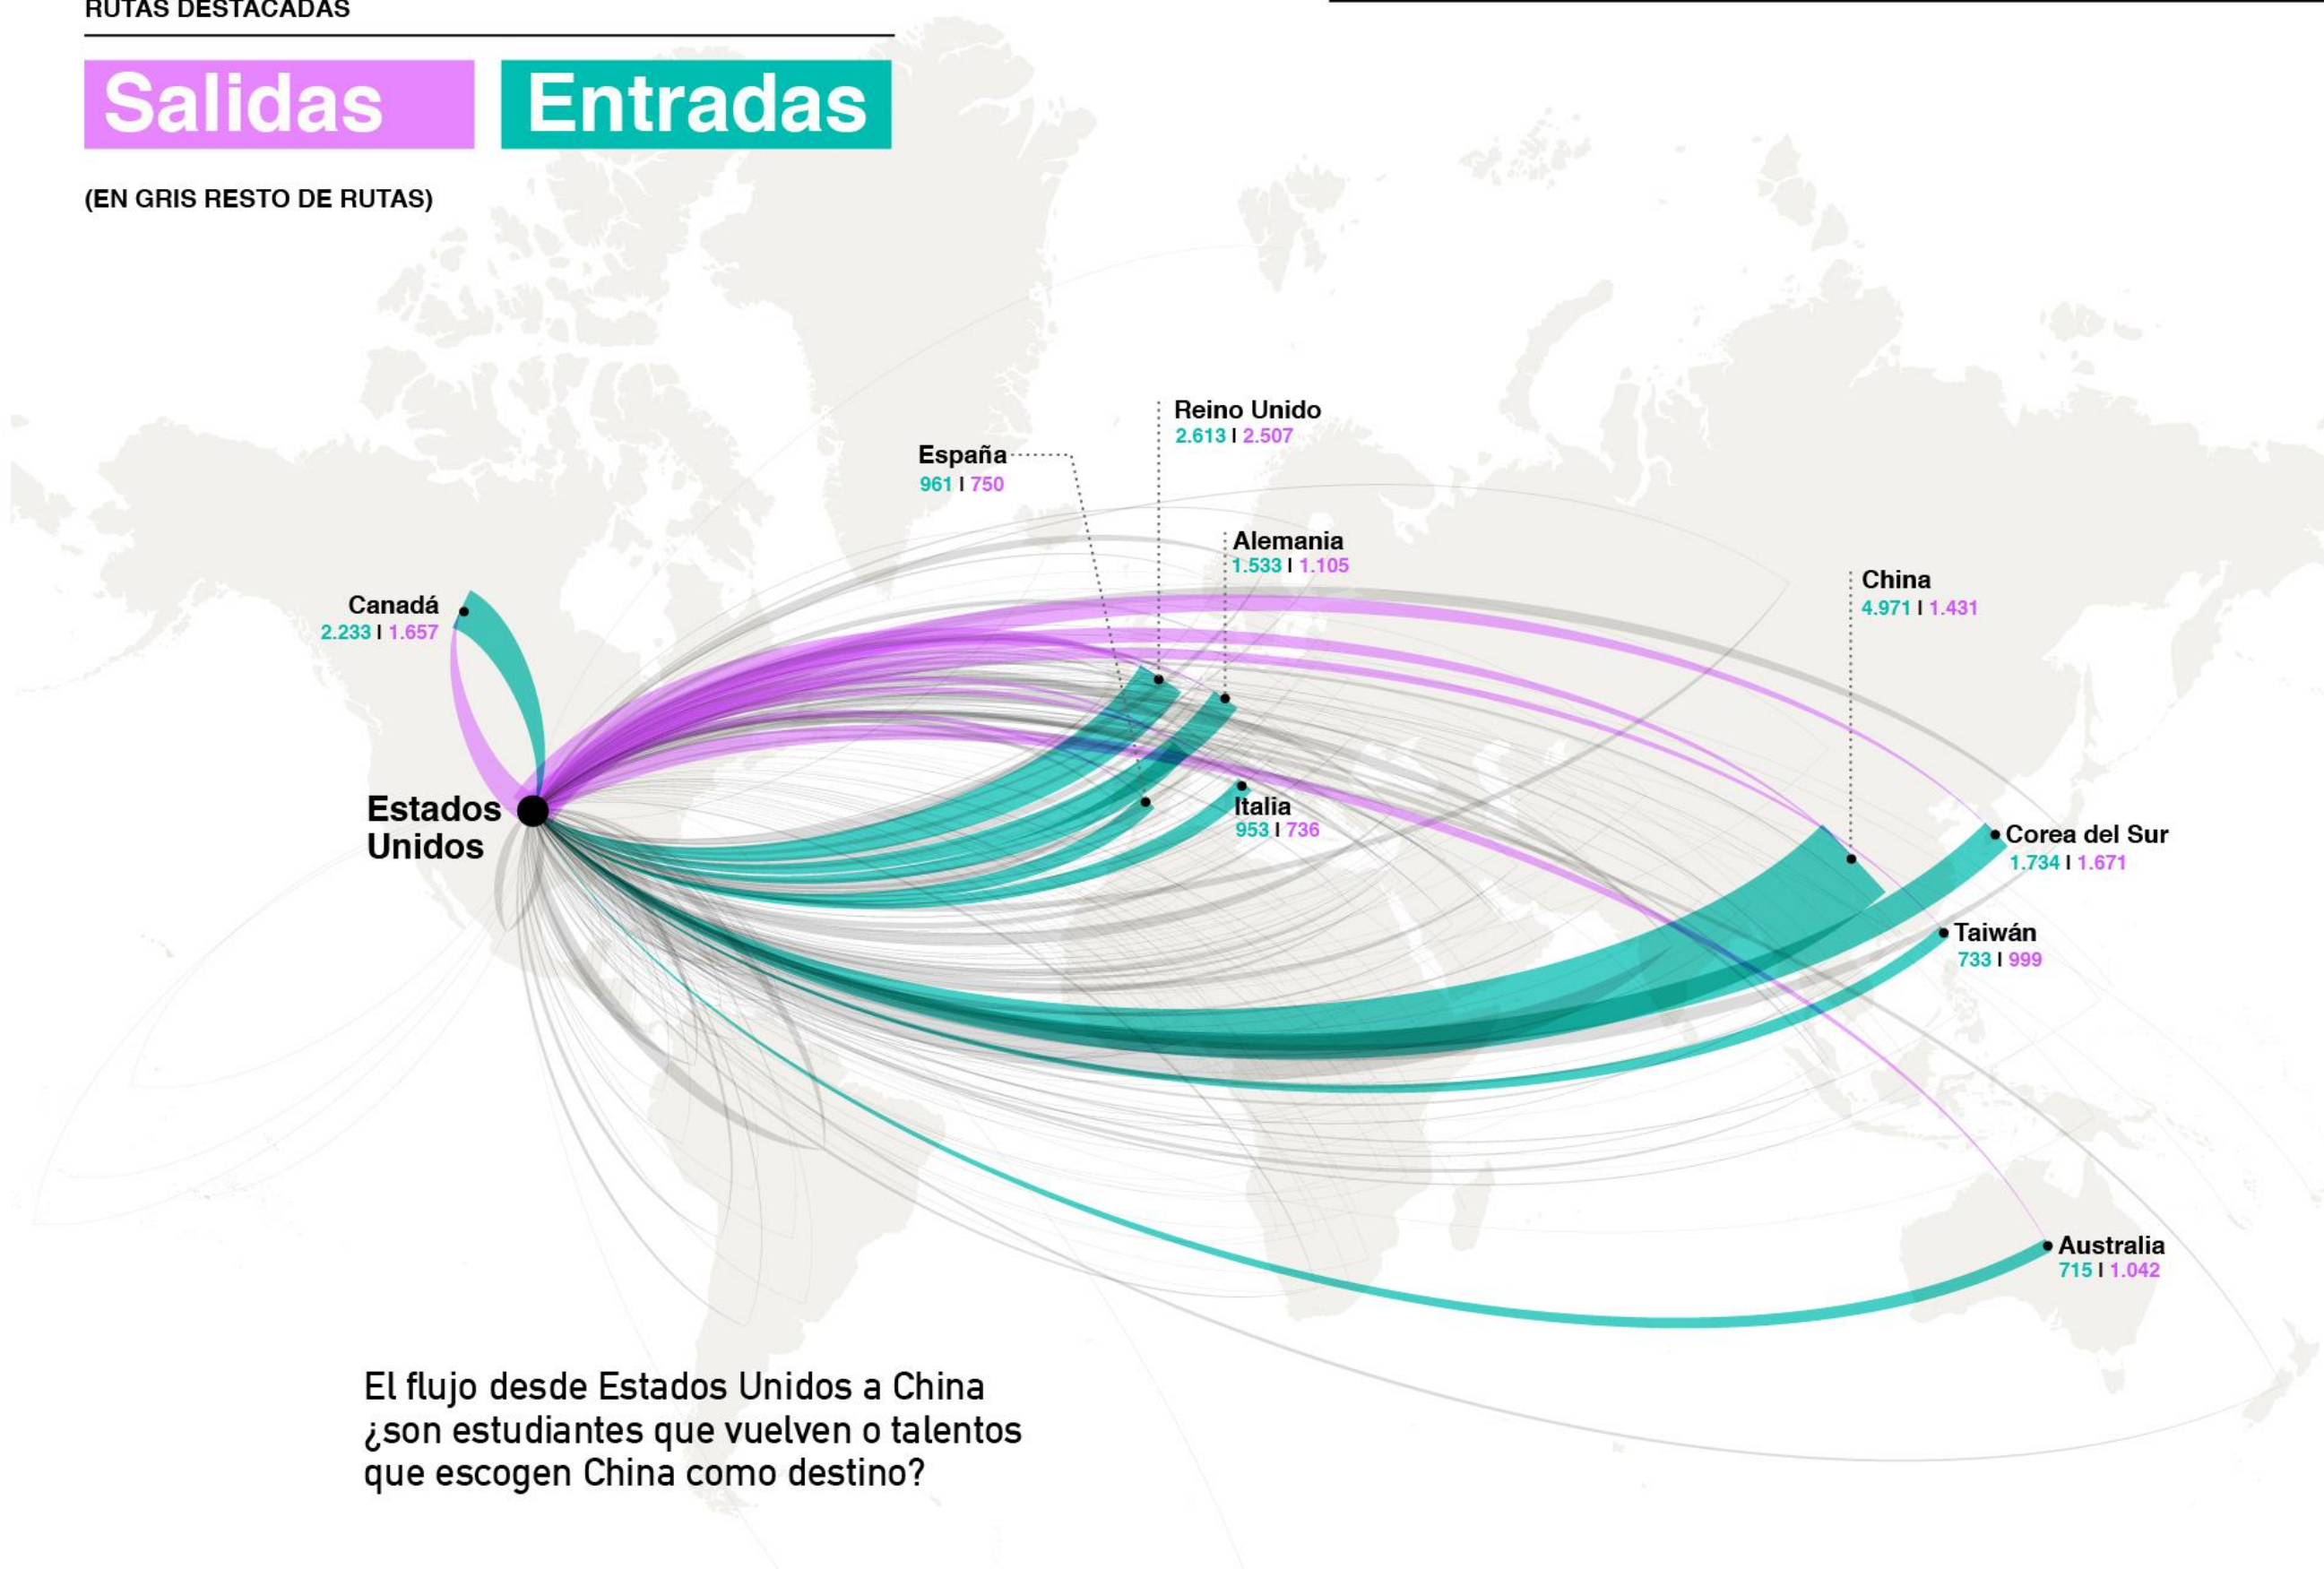 RUTAS DESTACADAS
Salidas
Entradas
(EN GRIS RESTO DE RUTAS)
Reino Unido
2.613 | 2.507
España
961 | 750
Alemania
1.533 | 1.105
China
4.971 | 1.431
Canadá
2.233 | 1.657
Estados
Unidos
Italia
953 | 736
Corea del Sur
1.734 | 1.671
Taiwán
733 | 999
Australia
715 | 1.042
El flujo desde Estados Unidos a China
¿son estudiantes que vuelven o talentos
que escogen China como destino?